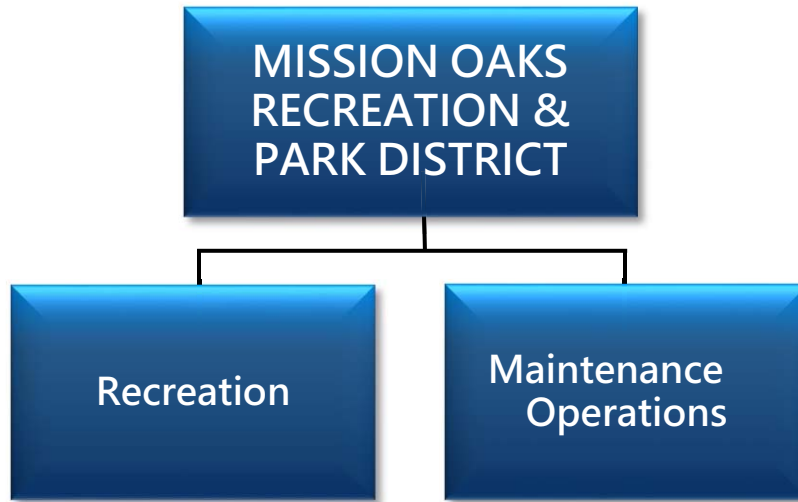 MISSION OAKS
RECREATION &
PARK DISTRICT
Recreation
Maintenance
Operations